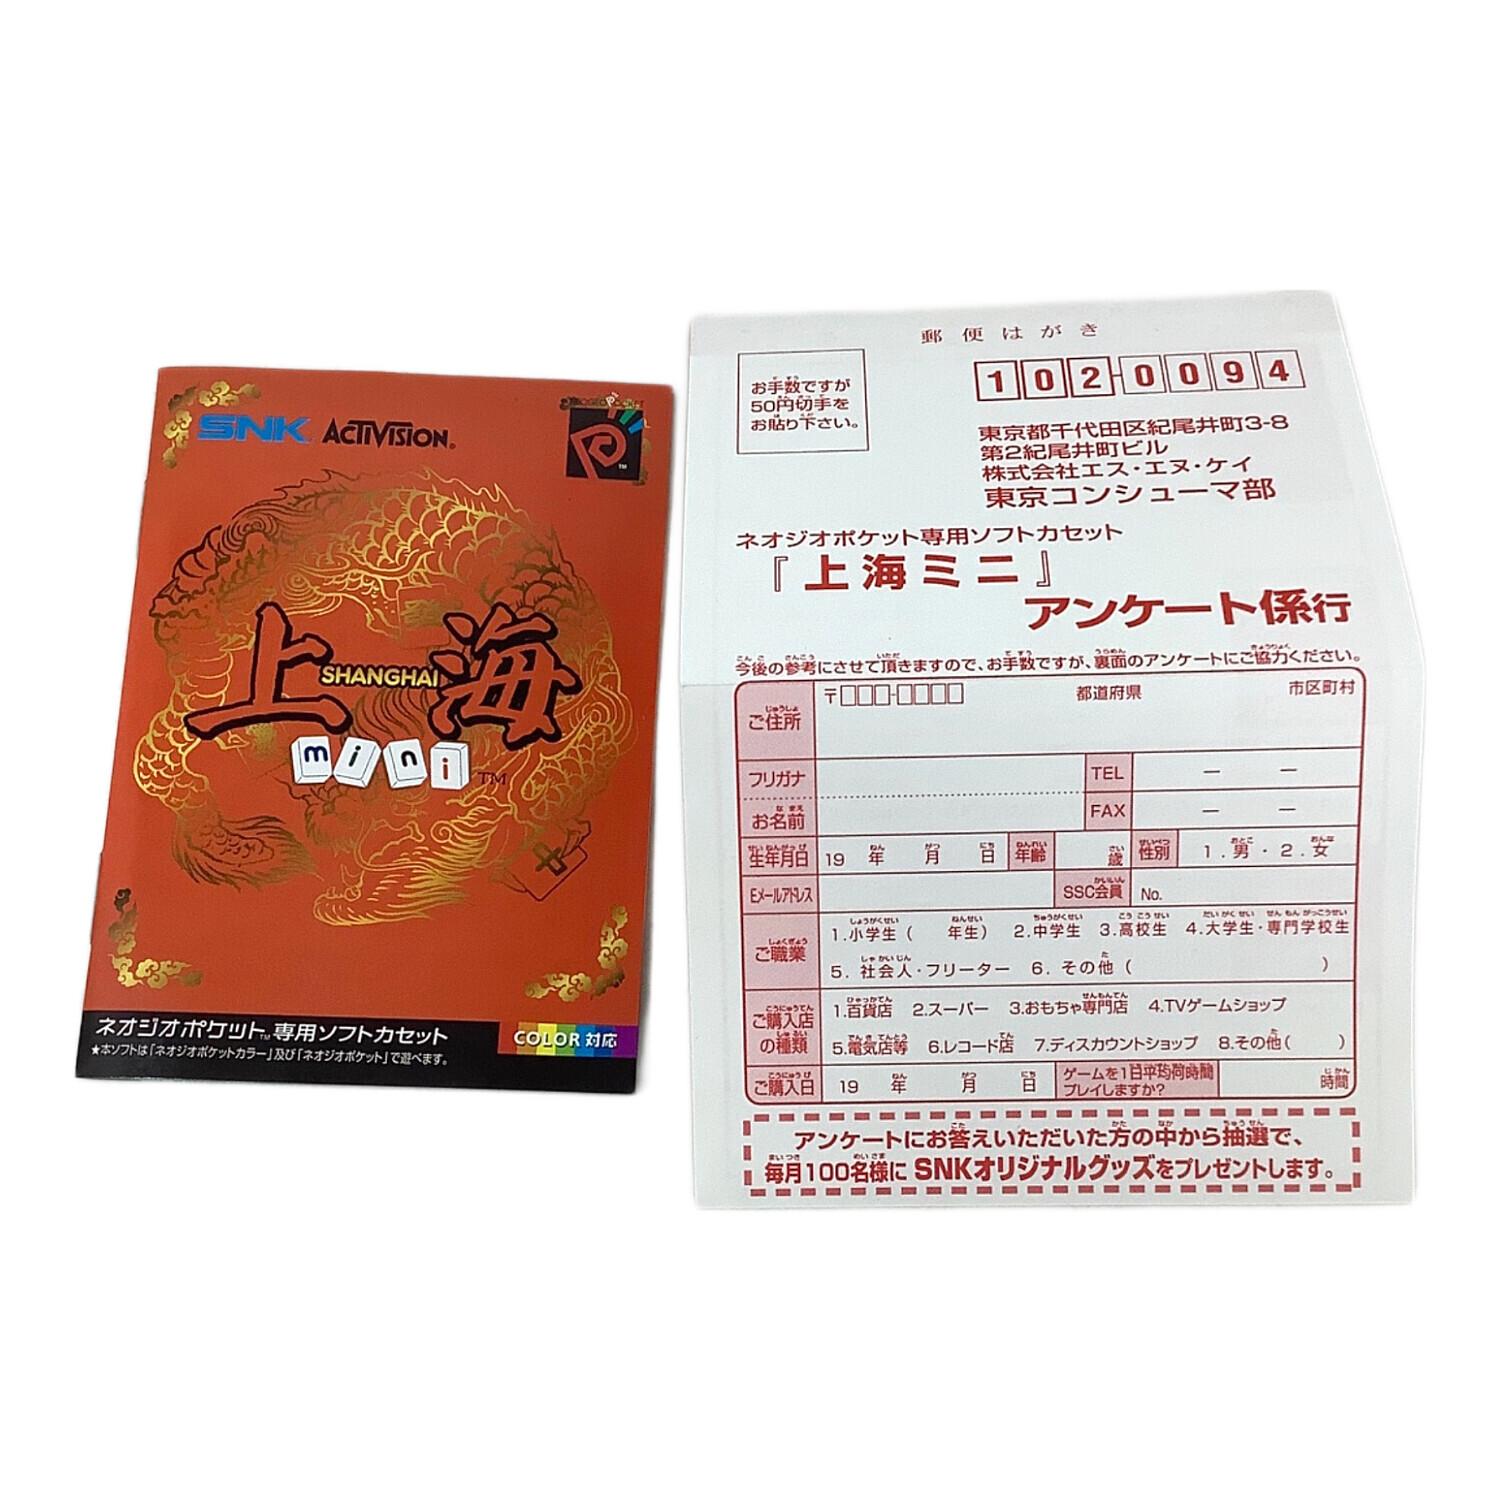 SNK ACTIVISION®
上海
SHANGHAI
mini™
ネオジオポケット™専用ソフトカセット
★本ソフトは「ネオジオポケットカラー」及び「ネオジオポケット」で遊べます。
COLOR 対応
郵便はがき
お手数ですが
50円切手を
お貼り下さい。
102-0094
東京都千代田区紀尾井町3-8
第2紀尾井町ビル
株式会社エス・エヌ・ケイ
東京コンシューマ部
ネオジオポケット専用ソフトカセット
『上海ミニ』
アンケート係行
今後の参考にさせて頂きますので、お手数ですが、裏面のアンケートにご協力ください。
ご住所 〒□□□-□□□□ 都道府県 市区町村
フリガナ TEL — —
お名前 FAX — —
生年月日 19 年 月 日 年齢 歳 性別 1.男・2.女
Eメールアドレス SSC会員 No.
ご職業 1.小学生( 年生) 2.中学生 3.高校生 4.大学生・専門学校生
5.社会人・フリーター 6.その他( )
ご購入店の種類 1.百貨店 2.スーパー 3.おもちゃ専門店 4.TVゲームショップ
5.電気店等 6.レコード店 7.ディスカウントショップ 8.その他( )
ご購入日 19 年 月 日 ゲームを1日平均何時間プレイしますか? 時間
アンケートにお答えいただいた方の中から抽選で、
毎月100名様にSNKオリジナルグッズをプレゼントします。